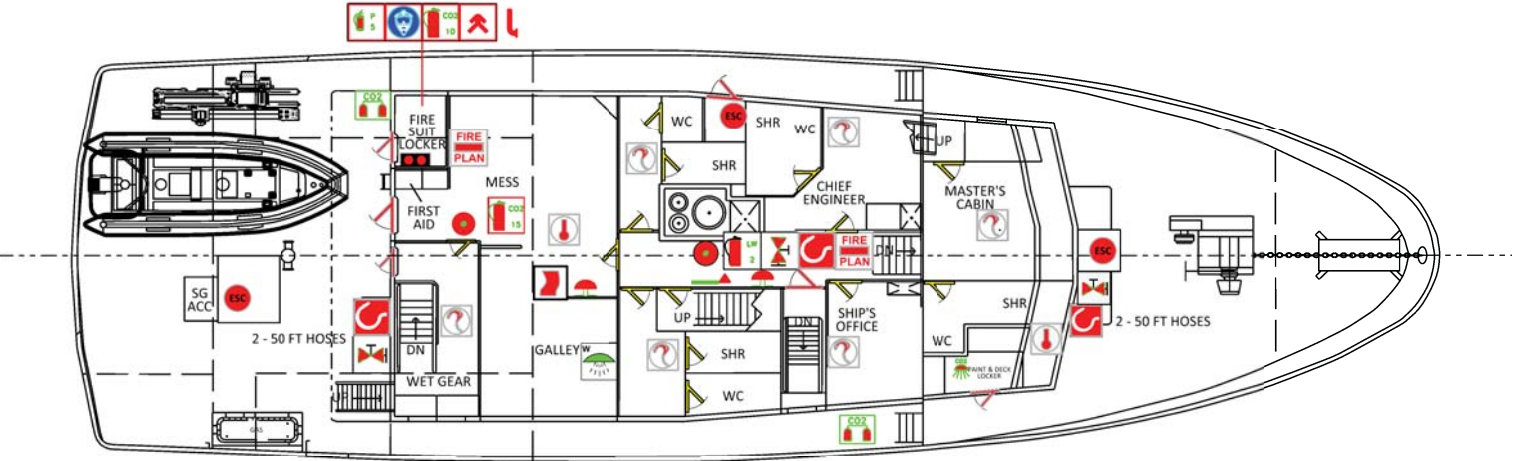 P
5
CO2
10
CO2
FIRE
SUIT
LOCKER
FIRE
PLAN
MESS
FIRST
AID
CO2
15
WC
ESC
SHR
WC
SHR
CHIEF
ENGINEER
UP
MASTER'S
CABIN
LW
2
FIRE
PLAN
DN
ESC
SG
ACC
ESC
2 - 50 FT HOSES
DN
WET GEAR
UP
GAS
GALLEY
W
UP
SHR
WC
DN
SHIP'S
OFFICE
SHR
WC
CO2
PAINT & DECK
LOCKER
2 - 50 FT HOSES
CO2